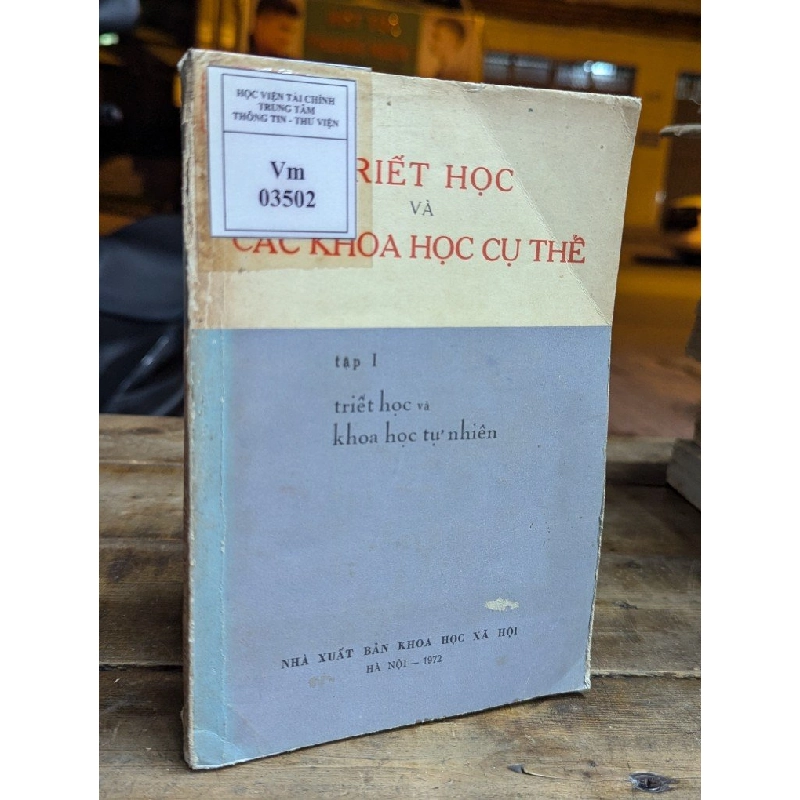 HỌC VIỆN TÀI CHÍNH
TRUNG TÂM
THÔNG TIN - THƯ VIỆN
Vm
03502
RIẾT HỌC
VÀ
CÁC KHOA HỌC CỤ THỂ
tập I
triết học và
khoa học tự nhiên
NHÀ XUẤT BẢN KHOA HỌC XÃ HỘI
HÀ NỘI – 1972